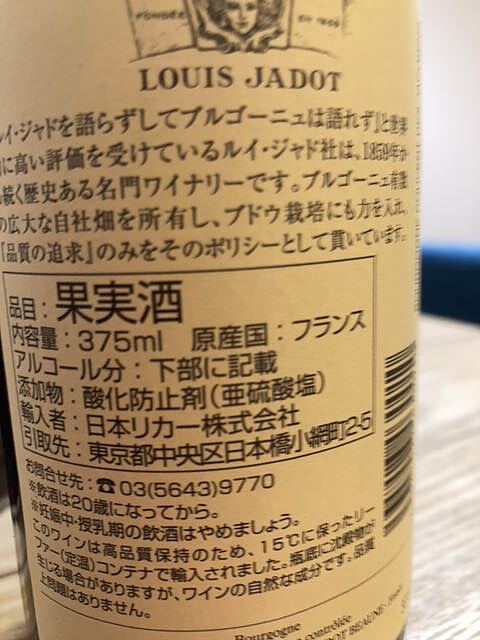 FONDÉE EN 1859
LOUIS JADOT
ルイ・ジャドを語らずしてブルゴーニュは語れず』と世界
に高い評価を受けているルイ・ジャド社は、1859年か
続く歴史ある名門ワイナリーです。ブルゴーニュ有数
の広大な自社畑を所有し、ブドウ栽培にも力を入れ、
『品質の追求』のみをそのポリシーとして貫いています。
品目：果実酒
内容量：375ml 原産国：フランス
アルコール分：下部に記載
添加物：酸化防止剤（亜硫酸塩）
輸入者：日本リカー株式会社
引取先：東京都中央区日本橋小網町2-5
お問合せ先：☎03(5643)9770
※飲酒は20歳になってから。
※妊娠中・授乳期の飲酒はやめましょう。
このワインは高品質保持のため、15℃に保ったリー
ファー（定温）コンテナで輸入されました。瓶底に沈殿物が
生じる場合がありますが、ワインの自然な成分です。品質
上問題はありません。
Bourgogne
contrôlée
JADOT BEAUNE